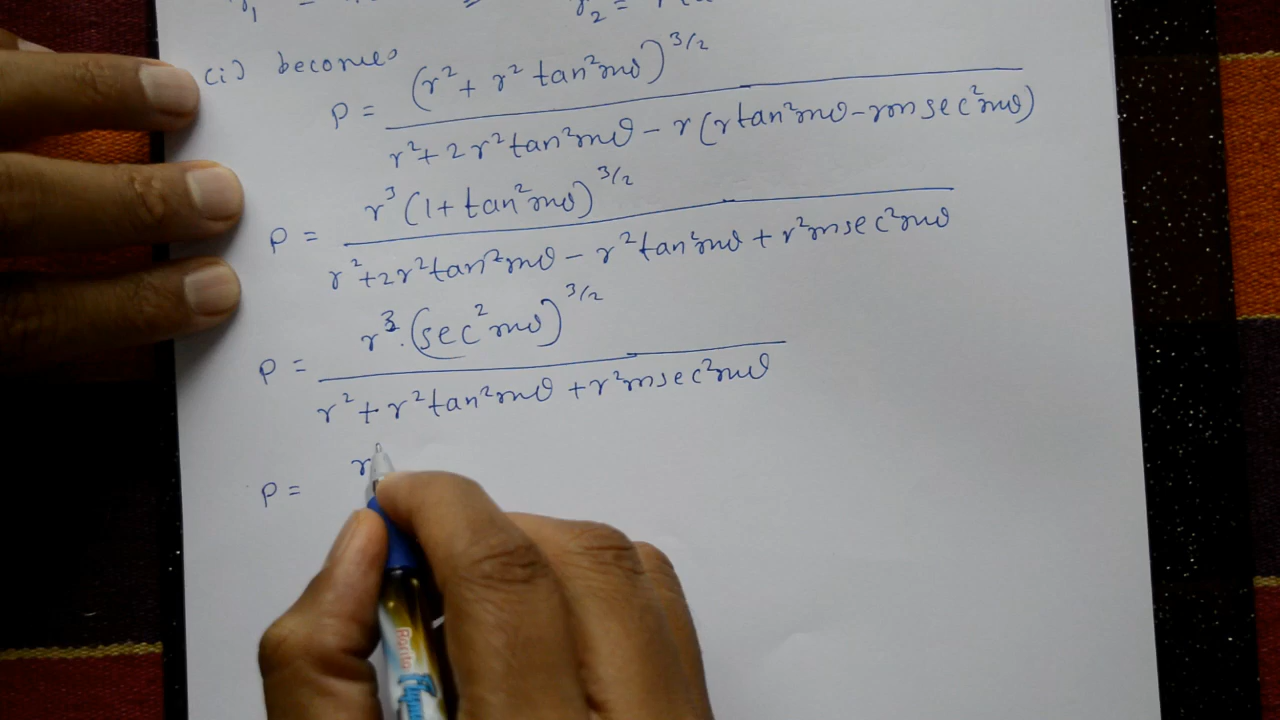 (i) becomes
ρ = (r² + r² tan²mθ)^3/2 / r² + 2r² tan²mθ − r(r tan²mθ − rm sec²mθ)
ρ = r³(1 + tan²mθ)^3/2 / r² + 2r² tan²mθ − r² tan²mθ + r²m sec²mθ
ρ = r³.(sec²mθ)^3/2 / r² + r² tan²mθ + r²m sec²mθ
ρ = r
Rorito